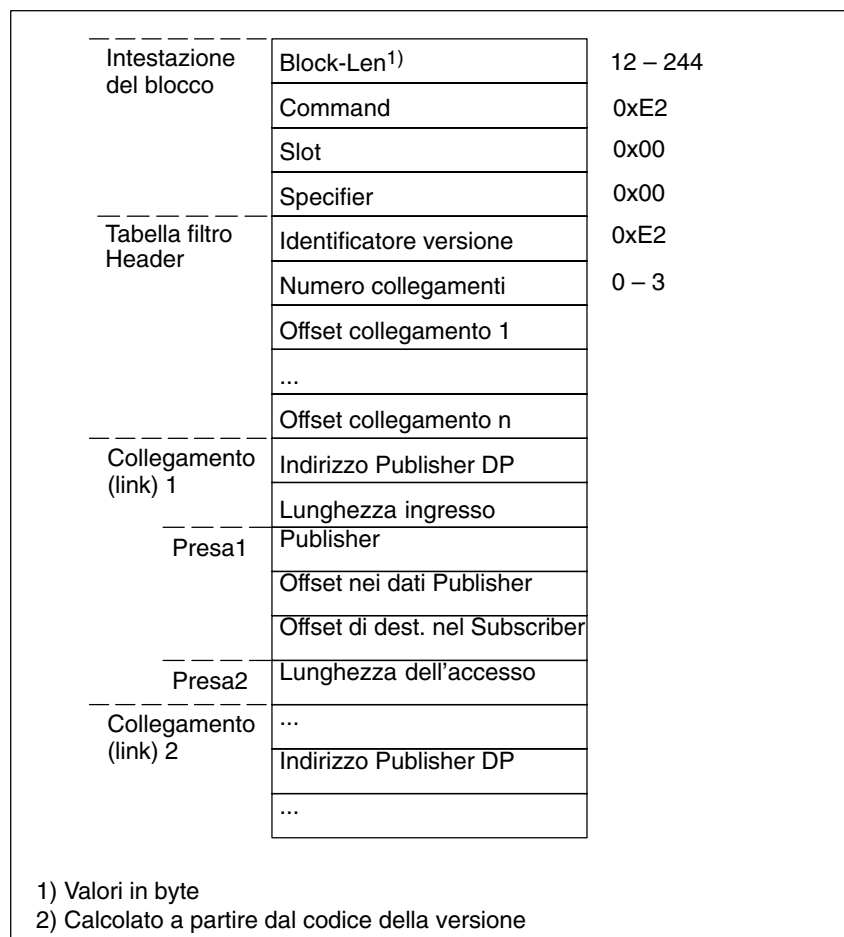 Intestazione
del blocco
Block-Len1)
12 – 244
Command
0xE2
Slot
0x00
Specifier
0x00
Tabella filtro
Header
Identificatore versione
0xE2
Numero collegamenti
0 – 3
Offset collegamento 1
...
Offset collegamento n
Collegamento
(link) 1
Indirizzo Publisher DP
Lunghezza ingresso
Presa1
Publisher
Offset nei dati Publisher
Offset di dest. nel Subscriber
Presa2
Lunghezza dell'accesso
Collegamento
(link) 2
...
Indirizzo Publisher DP
...
1) Valori in byte
2) Calcolato a partire dal codice della versione